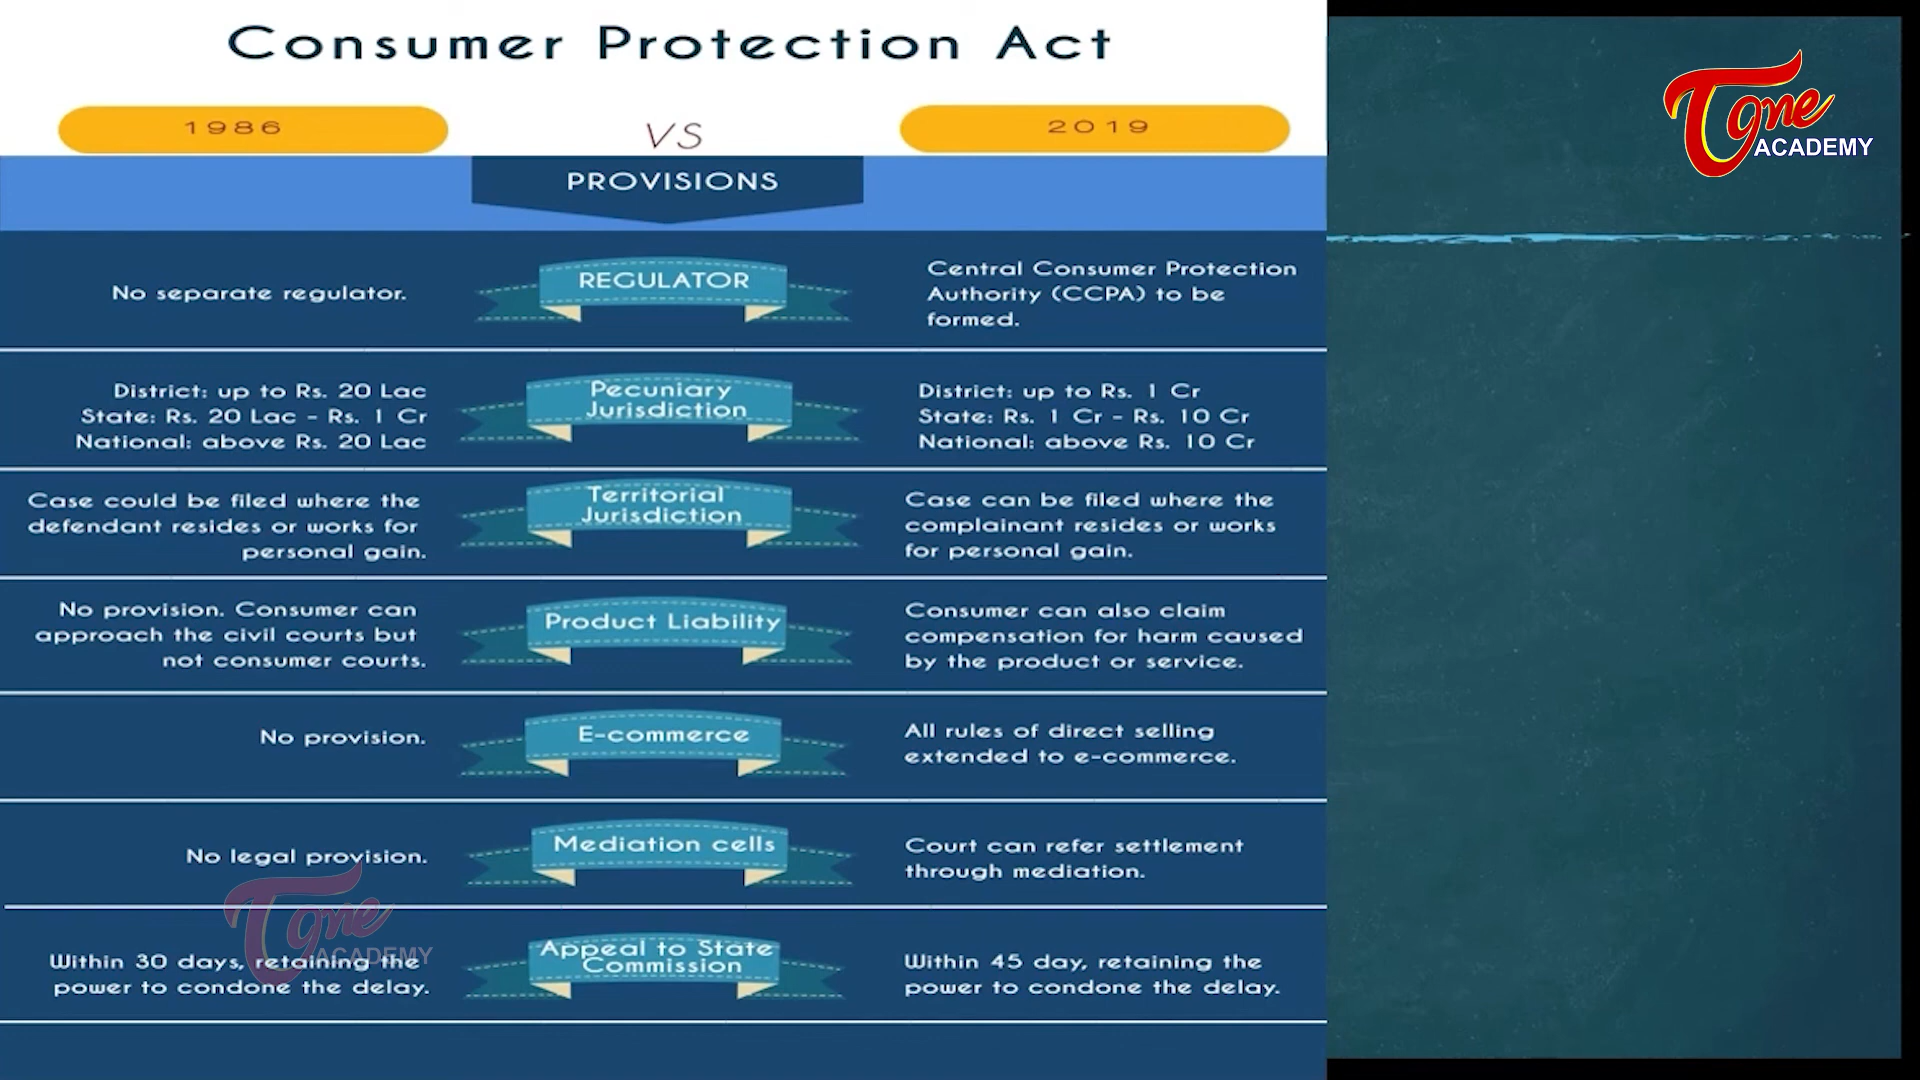 Consumer Protection Act
1986
VS
2019
PROVISIONS
No separate regulator.
REGULATOR
Central Consumer Protection
Authority (CCPA) to be
formed.
District: up to Rs. 20 Lac
State: Rs. 20 Lac - Rs. 1 Cr
National: above Rs. 20 Lac
Pecuniary
Jurisdiction
District: up to Rs. 1 Cr
State: Rs. 1 Cr - Rs. 10 Cr
National: above Rs. 10 Cr
Case could be filed where the
defendant resides or works for
personal gain.
Territorial
Jurisdiction
Case can be filed where the
complainant resides or works
for personal gain.
No provision. Consumer can
approach the civil courts but
not consumer courts.
Product Liability
Consumer can also claim
compensation for harm caused
by the product or service.
No provision.
E-commerce
All rules of direct selling
extended to e-commerce.
No legal provision.
Mediation cells
Court can refer settlement
through mediation.
Within 30 days, retaining the
power to condone the delay.
Appeal to State
Commission
Within 45 day, retaining the
power to condone the delay.
Tone
ACADEMY
Tone
ACADEMY